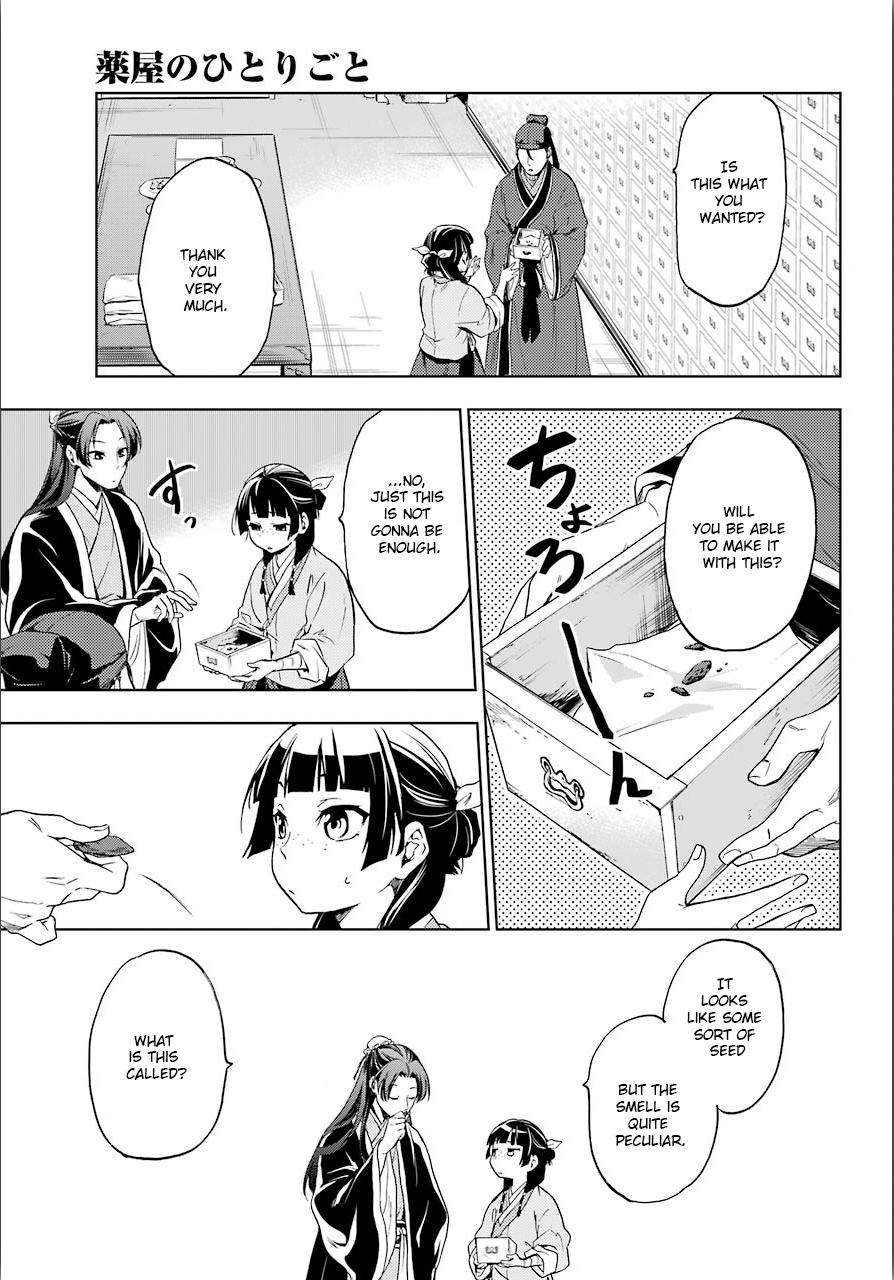 薬屋のひとりごと
IS
THIS WHAT
YOU
WANTED?
THANK
YOU
VERY
MUCH.
WILL
YOU BE ABLE
TO MAKE IT
WITH THIS?
ちょろ
ーん
...NO,
JUST THIS
IS NOT
GONNA BE
ENOUGH.
すっ
IT
LOOKS
LIKE SOME
SORT OF
SEED
BUT THE
SMELL IS
QUITE
PECULIAR.
WHAT
IS THIS
CALLED?